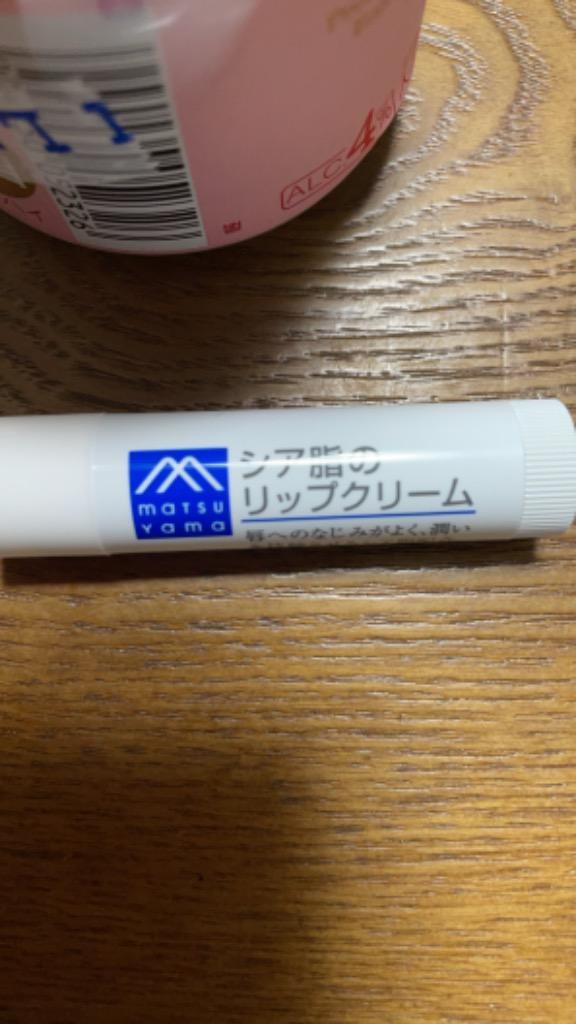 ALC4%
matsu
yama
シア脂の
リップクリーム
唇へのなじみがよく、潤い